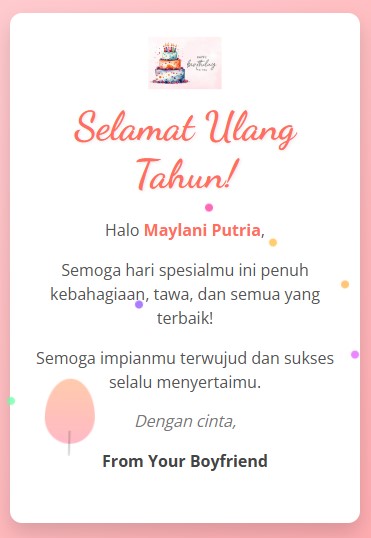 HAPPY
birthday
Selamat Ulang
Tahun!
Halo Maylani Putria,
Semoga hari spesialmu ini penuh
kebahagiaan, tawa, dan semua yang
terbaik!
Semoga impianmu terwujud dan sukses
selalu menyertaimu.
Dengan cinta,
From Your Boyfriend